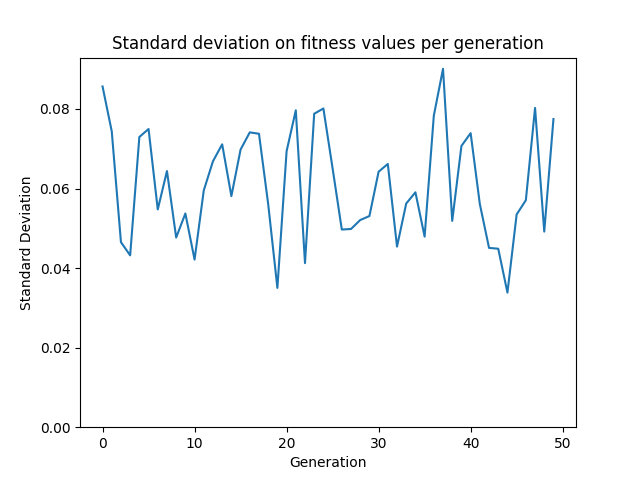 Standard deviation on fitness values per generation
Standard Deviation
0.08
0.06
0.04
0.02
0.00
0 10 20 30 40 50
Generation